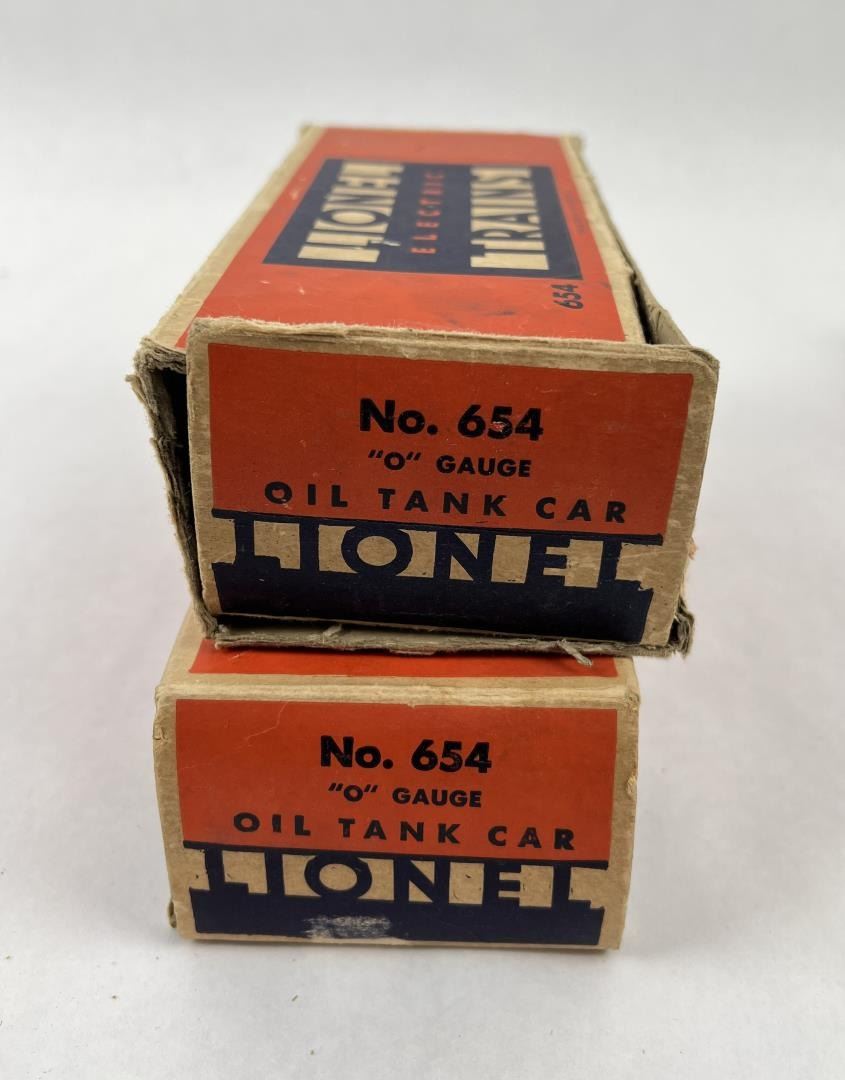 LIONEL
ELECTRIC
TRAINS
654
No. 654
"O" GAUGE
OIL TANK CAR
LIONEL
No. 654
"O" GAUGE
OIL TANK CAR
LIONEL